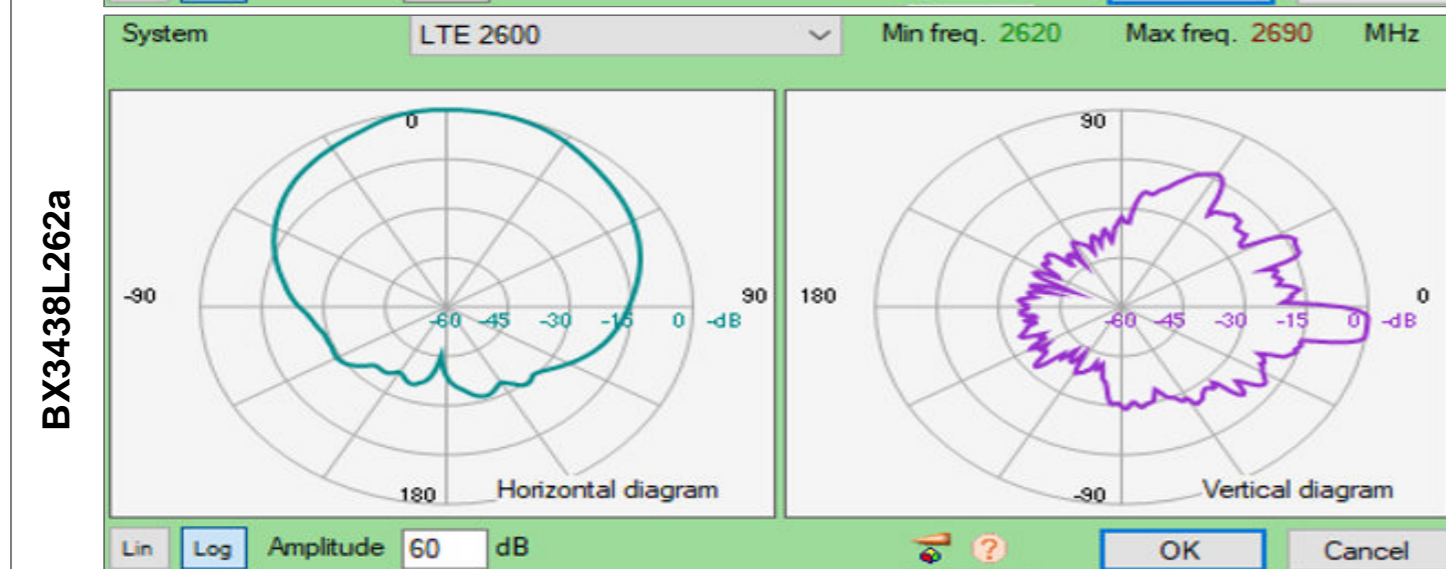 BX3438L262a
System LTE 2600 Min freq. 2620 Max freq. 2690 MHz
0
-90 90
-60 -45 -30 -15 0 -dB
180 Horizontal diagram
90
180 0
-60 -45 -30 -15 0 -dB
-90 Vertical diagram
Lin Log Amplitude 60 dB ? OK Cancel